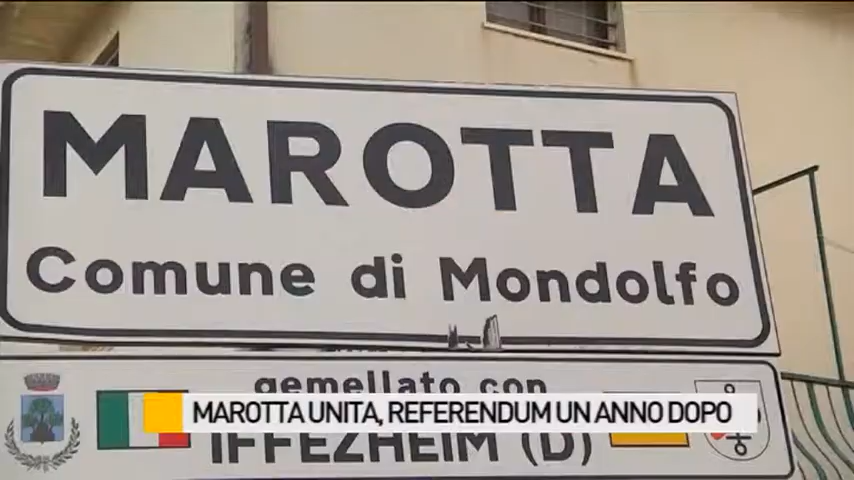 MAROTTA
Comune di Mondolfo
gemellato con
MAROTTA UNITA, REFERENDUM UN ANNO DOPO
IFFEZHEIM (D)